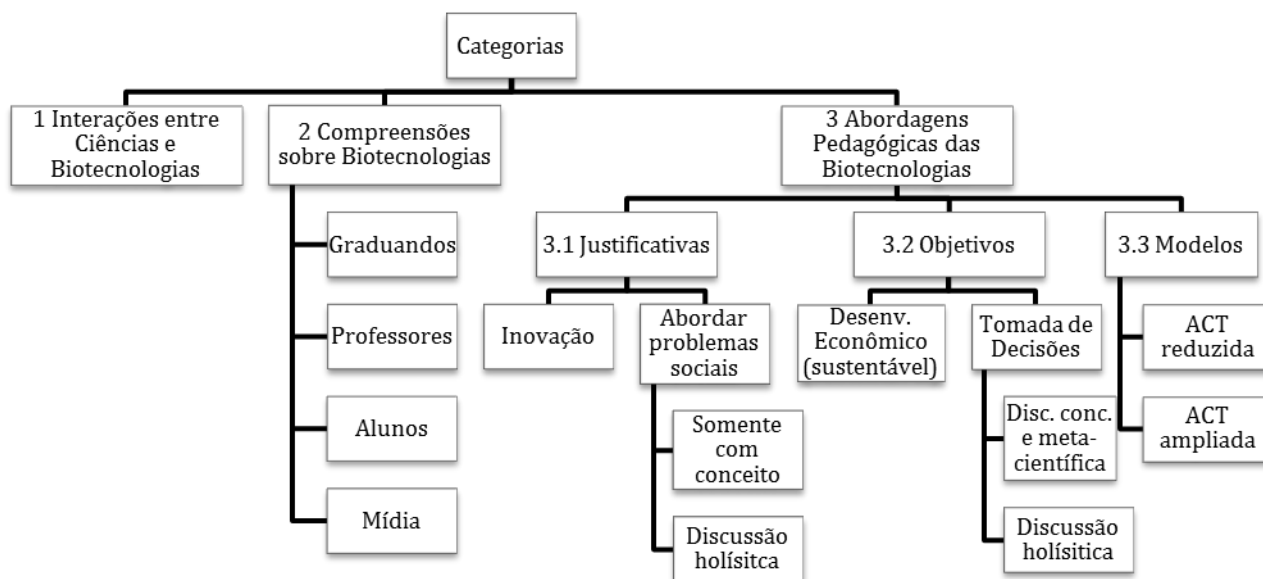 Categorias
1 Interações entre
Ciências e
Biotecnologias
2 Compreensões
sobre Biotecnologias
3 Abordagens
Pedagógicas das
Biotecnologias
Graduandos
Professores
Alunos
Mídia
3.1 Justificativas
Inovação
Abordar
problemas
sociais
Somente
com
conceito
Discussão
holísitca
3.2 Objetivos
Desenv.
Econômico
(sustentável)
Tomada de
Decisões
Disc. conc.
e meta-
científica
Discussão
holísitica
3.3 Modelos
ACT
reduzida
ACT
ampliada